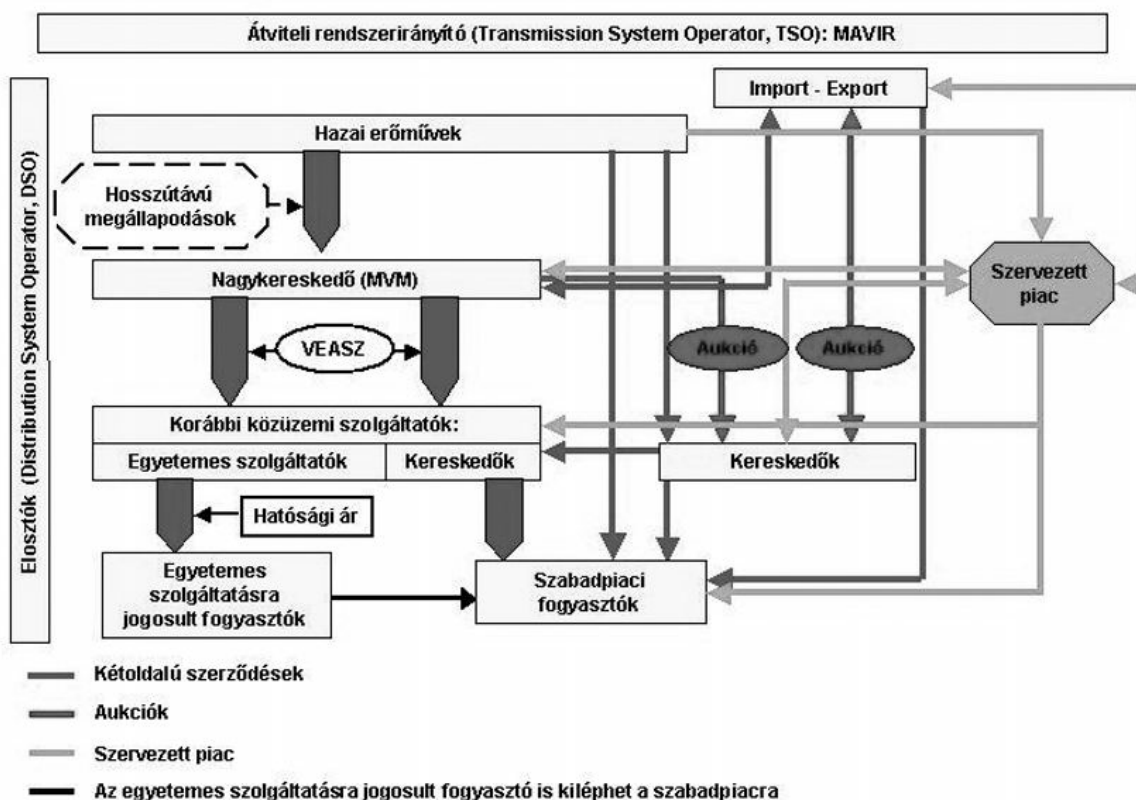 Átviteli rendszerirányító (Transmission System Operator, TSO): MAVIR
Elosztók (Distribution System Operator, DSO)
Import - Export
Hazai erőművek
Hosszútávú
megállapodások
Nagykereskedő (MVM)
Szervezett
piac
VEASZ
Aukció
Aukció
Korábbi közüzemi szolgáltatók:
Egyetemes szolgáltatók
Kereskedők
Kereskedők
Hatósági ár
Egyetemes
szolgáltatásra
jogosult fogyasztók
Szabadpiaci
fogyasztók
Kétoldalú szerződések
Aukciók
Szervezett piac
Az egyetemes szolgáltatásra jogosult fogyasztó is kiléphet a szabadpiacra